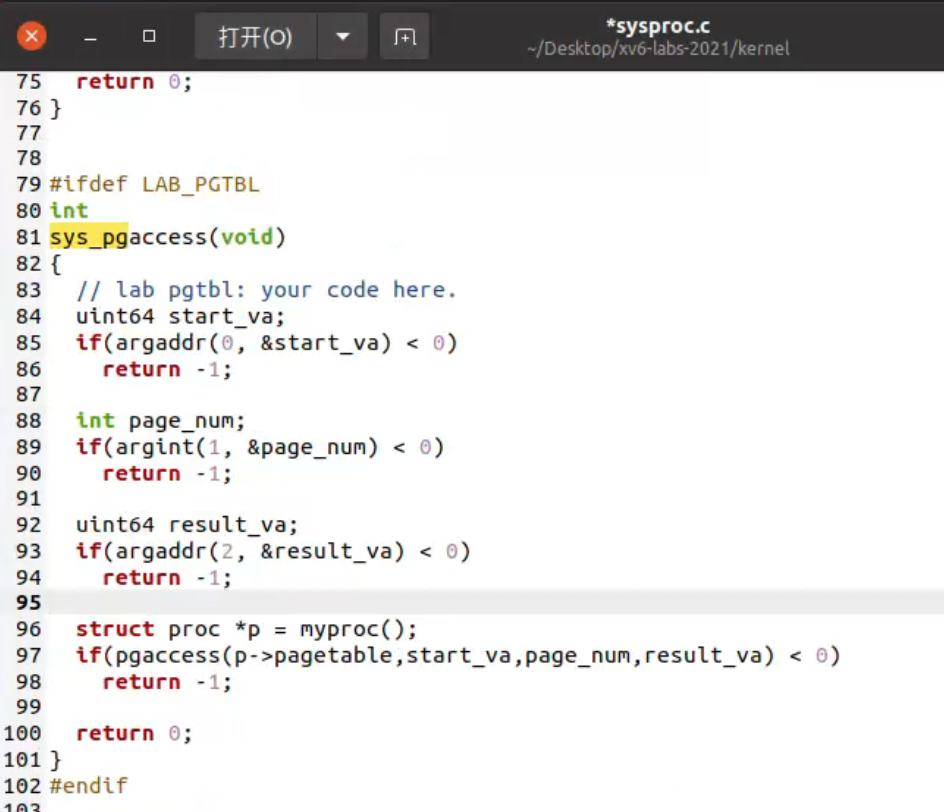 打开(O)
*sysproc.c
~/Desktop/xv6-labs-2021/kernel
75   return 0;
76 }
77
78
79 #ifdef LAB_PGTBL
80 int
81 sys_pgaccess(void)
82 {
83   // lab pgtbl: your code here.
84   uint64 start_va;
85   if(argaddr(0, &start_va) < 0)
86     return -1;
87
88   int page_num;
89   if(argint(1, &page_num) < 0)
90     return -1;
91
92   uint64 result_va;
93   if(argaddr(2, &result_va) < 0)
94     return -1;
95
96   struct proc *p = myproc();
97   if(pgaccess(p->pagetable,start_va,page_num,result_va) < 0)
98     return -1;
99
100   return 0;
101 }
102 #endif
103